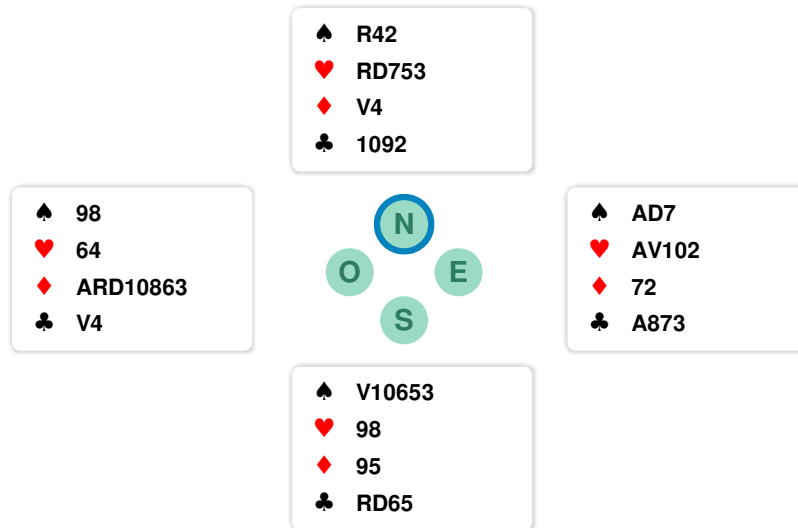 ♠ R42
♥ RD753
♦ V4
♣ 1092
♠ 98
♥ 64
♦ ARD10863
♣ V4
N
O E
S
♠ AD7
♥ AV102
♦ 72
♣ A873
♠ V10653
♥ 98
♦ 95
♣ RD65